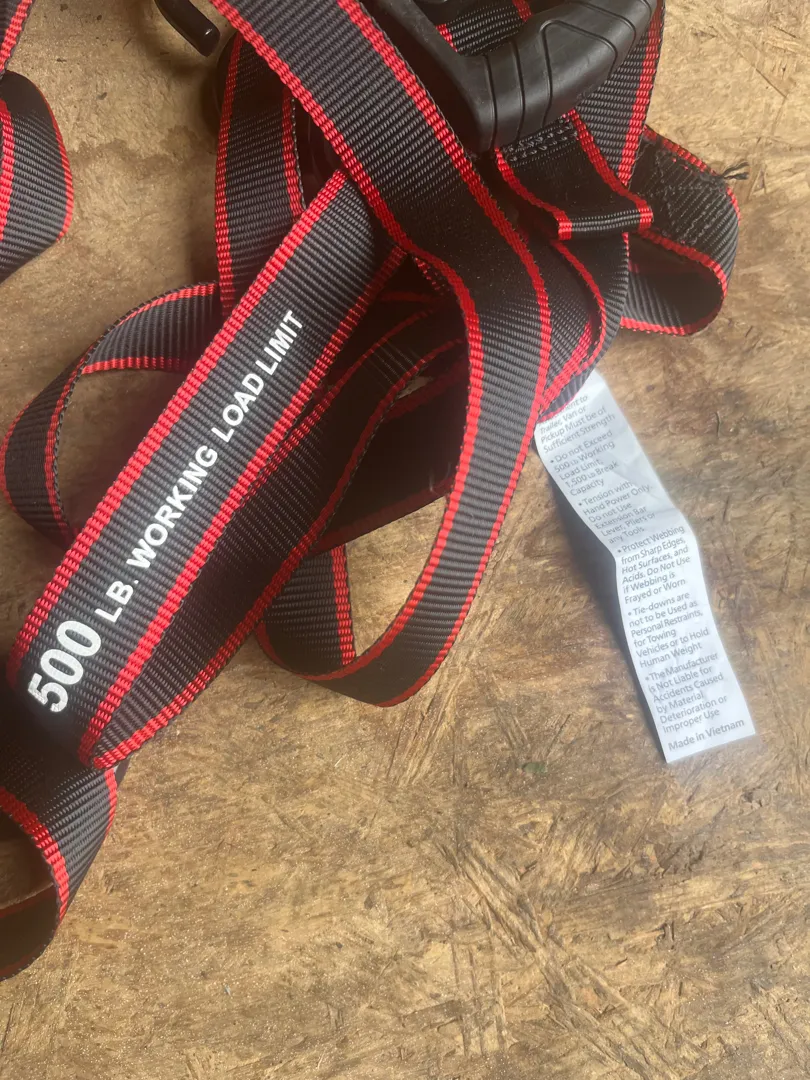 500 LB. WORKING LOAD LIMIT
Trailer, Van or
Pickup Must be of
Sufficient Strength
• Do not Exceed
500 LB Working
Load Limit,
1,500 LB Break
Capacity
• Tension with
Hand Power Only.
Do not Use
Extension Bar
Lever, Pliers or
any Tools.
• Protect Webbing
from Sharp Edges,
Hot Surfaces, and
Acids. Do Not Use
if Webbing is
Frayed or Worn.
• Tie-downs are
not to be Used as
Personal Restraints,
for Towing
Vehicles or to Hold
Human Weight
• The Manufacturer
is Not Liable for
Accidents Caused
by Material
Deterioration or
Improper Use
Made in Vietnam